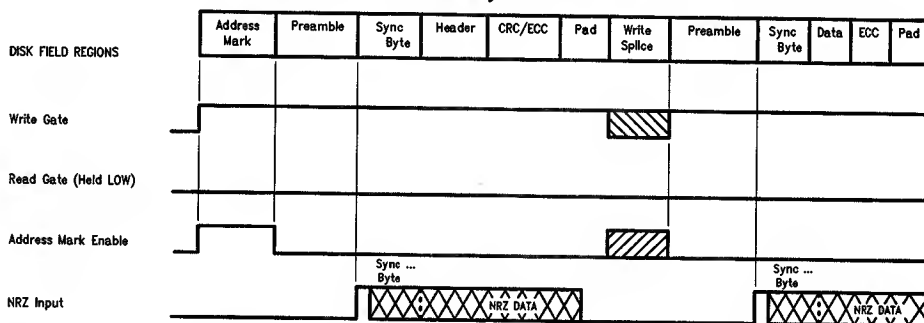 DISK FIELD REGIONS
Address Mark
Preamble
Sync Byte
Header
CRC/ECC
Pad
Write Splice
Preamble
Sync Byte
Data
ECC
Pad
Write Gate
Read Gate (Held LOW)
Address Mark Enable
NRZ Input
Sync ...
Byte
NRZ DATA
Sync ...
Byte
NRZ DATA